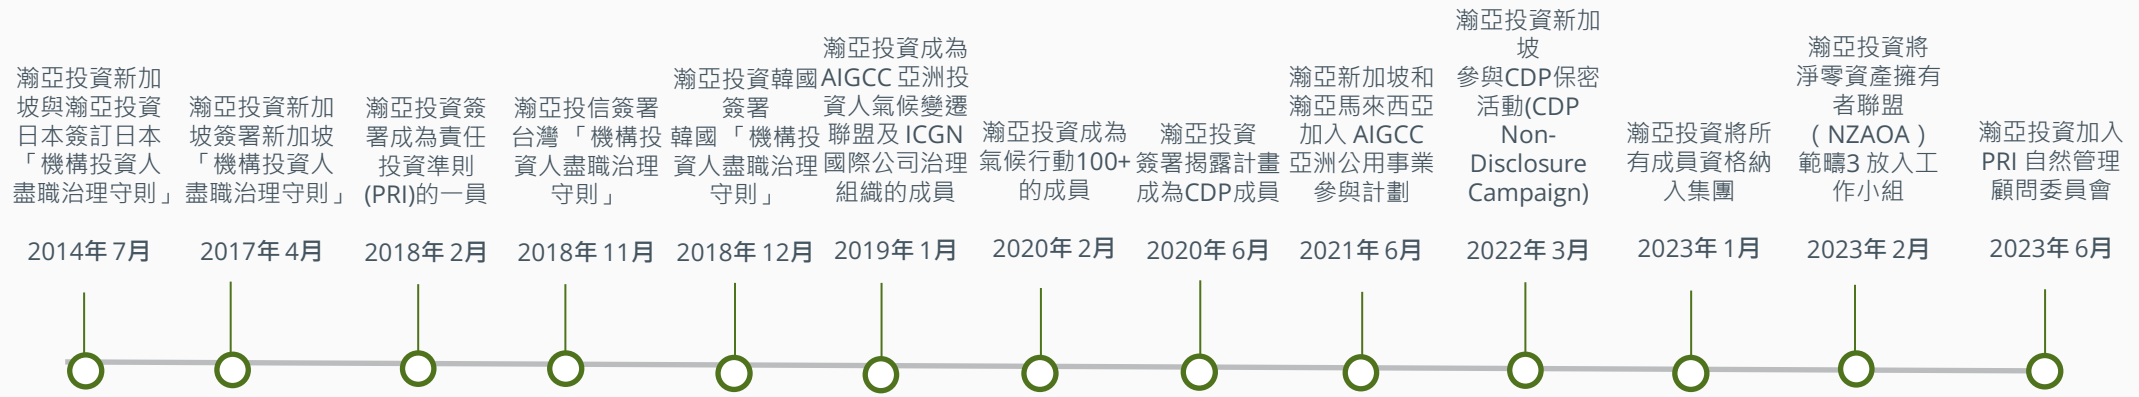 瀚亞投資新加
坡與瀚亞投資
日本簽訂日本
「機構投資人
盡職治理守則」
2014年 7月
瀚亞投資新加
坡簽署新加坡
「機構投資人
盡職治理守則」
2017年 4月
瀚亞投資簽
署成為責任
投資準則
(PRI)的一員
2018年 2月
瀚亞投信簽署
台灣 「機構投
資人盡職治理
守則」
2018年 11月
瀚亞投資韓國
簽署
韓國 「機構投
資人盡職治理
守則」
2018年 12月
瀚亞投資成為
AIGCC 亞洲投
資人氣候變遷
聯盟及 ICGN
國際公司治理
組織的成員
2019年 1月
瀚亞投資成為
氣候行動100+
的成員
2020年 2月
瀚亞投資
簽署揭露計畫
成為CDP成員
2020年 6月
瀚亞新加坡和
瀚亞馬來西亞
加入 AIGCC
亞洲公用事業
參與計劃
2021年 6月
瀚亞投資新加
坡
參與CDP保密
活動(CDP
Non-
Disclosure
Campaign)
2022年 3月
瀚亞投資將所
有成員資格納
入集團
2023年 1月
瀚亞投資將
淨零資產擁有
者聯盟
（NZAOA）
範疇3 放入工
作小組
2023年 2月
瀚亞投資加入
PRI 自然管理
顧問委員會
2023年 6月